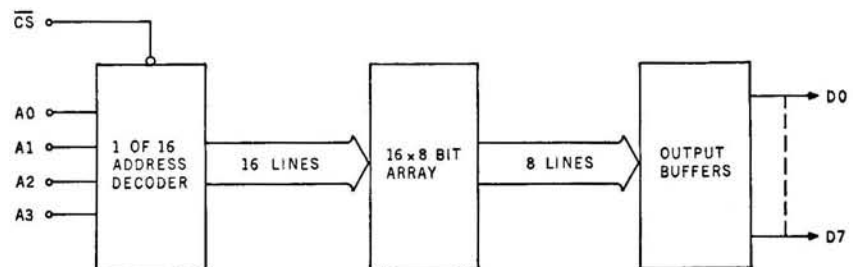 C̅S̅
A0
A1
A2
A3
1 OF 16
ADDRESS
DECODER
16 LINES
16 x 8 BIT
ARRAY
8 LINES
OUTPUT
BUFFERS
D0
D7